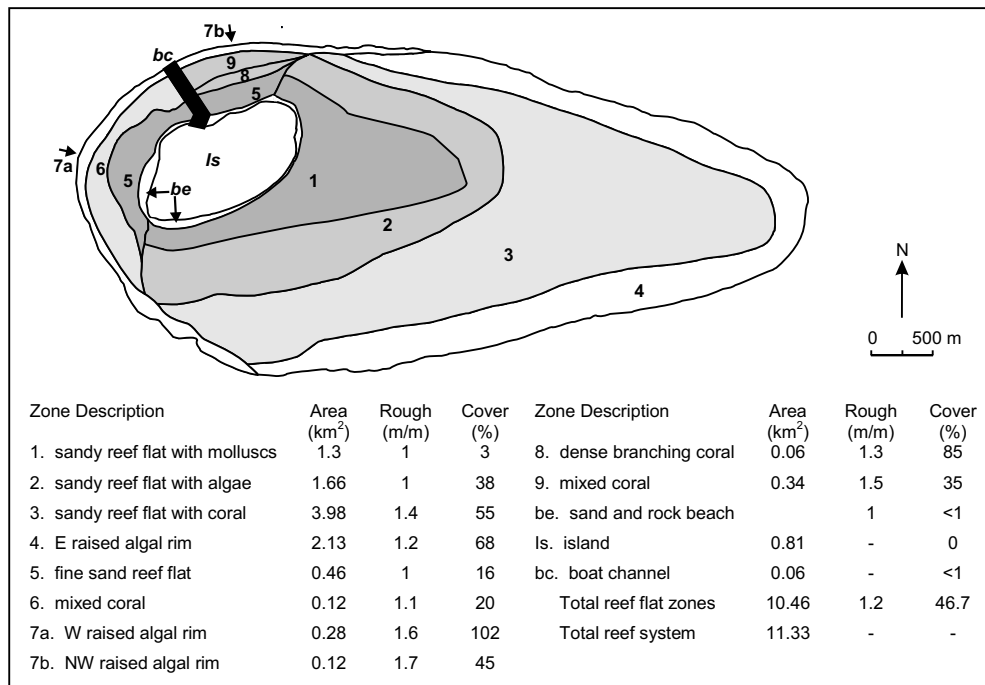 7b
bc
9
8
5
7a
6
5
Is
be
1
2
3
4
N
0 500 m
Zone Description Area Rough Cover
(km²) (m/m) (%)
1. sandy reef flat with molluscs 1.3 1 3
2. sandy reef flat with algae 1.66 1 38
3. sandy reef flat with coral 3.98 1.4 55
4. E raised algal rim 2.13 1.2 68
5. fine sand reef flat 0.46 1 16
6. mixed coral 0.12 1.1 20
7a. W raised algal rim 0.28 1.6 102
7b. NW raised algal rim 0.12 1.7 45
Zone Description Area Rough Cover
(km²) (m/m) (%)
8. dense branching coral 0.06 1.3 85
9. mixed coral 0.34 1.5 35
be. sand and rock beach 1 <1
Is. island 0.81 - 0
bc. boat channel 0.06 - <1
Total reef flat zones 10.46 1.2 46.7
Total reef system 11.33 - -